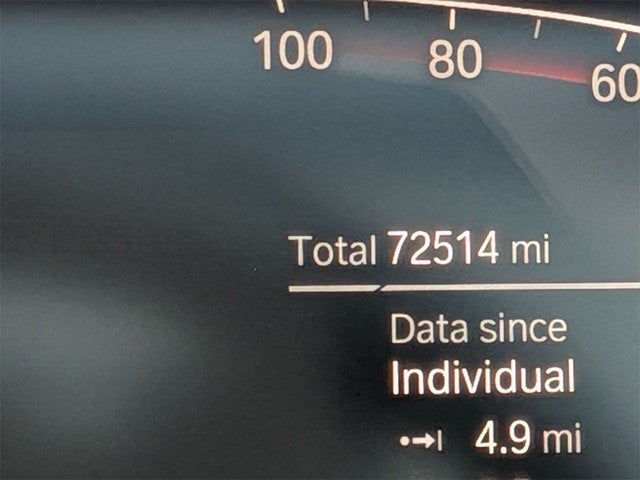 100 80 60
Total 72514 mi
Data since
Individual
4.9 mi